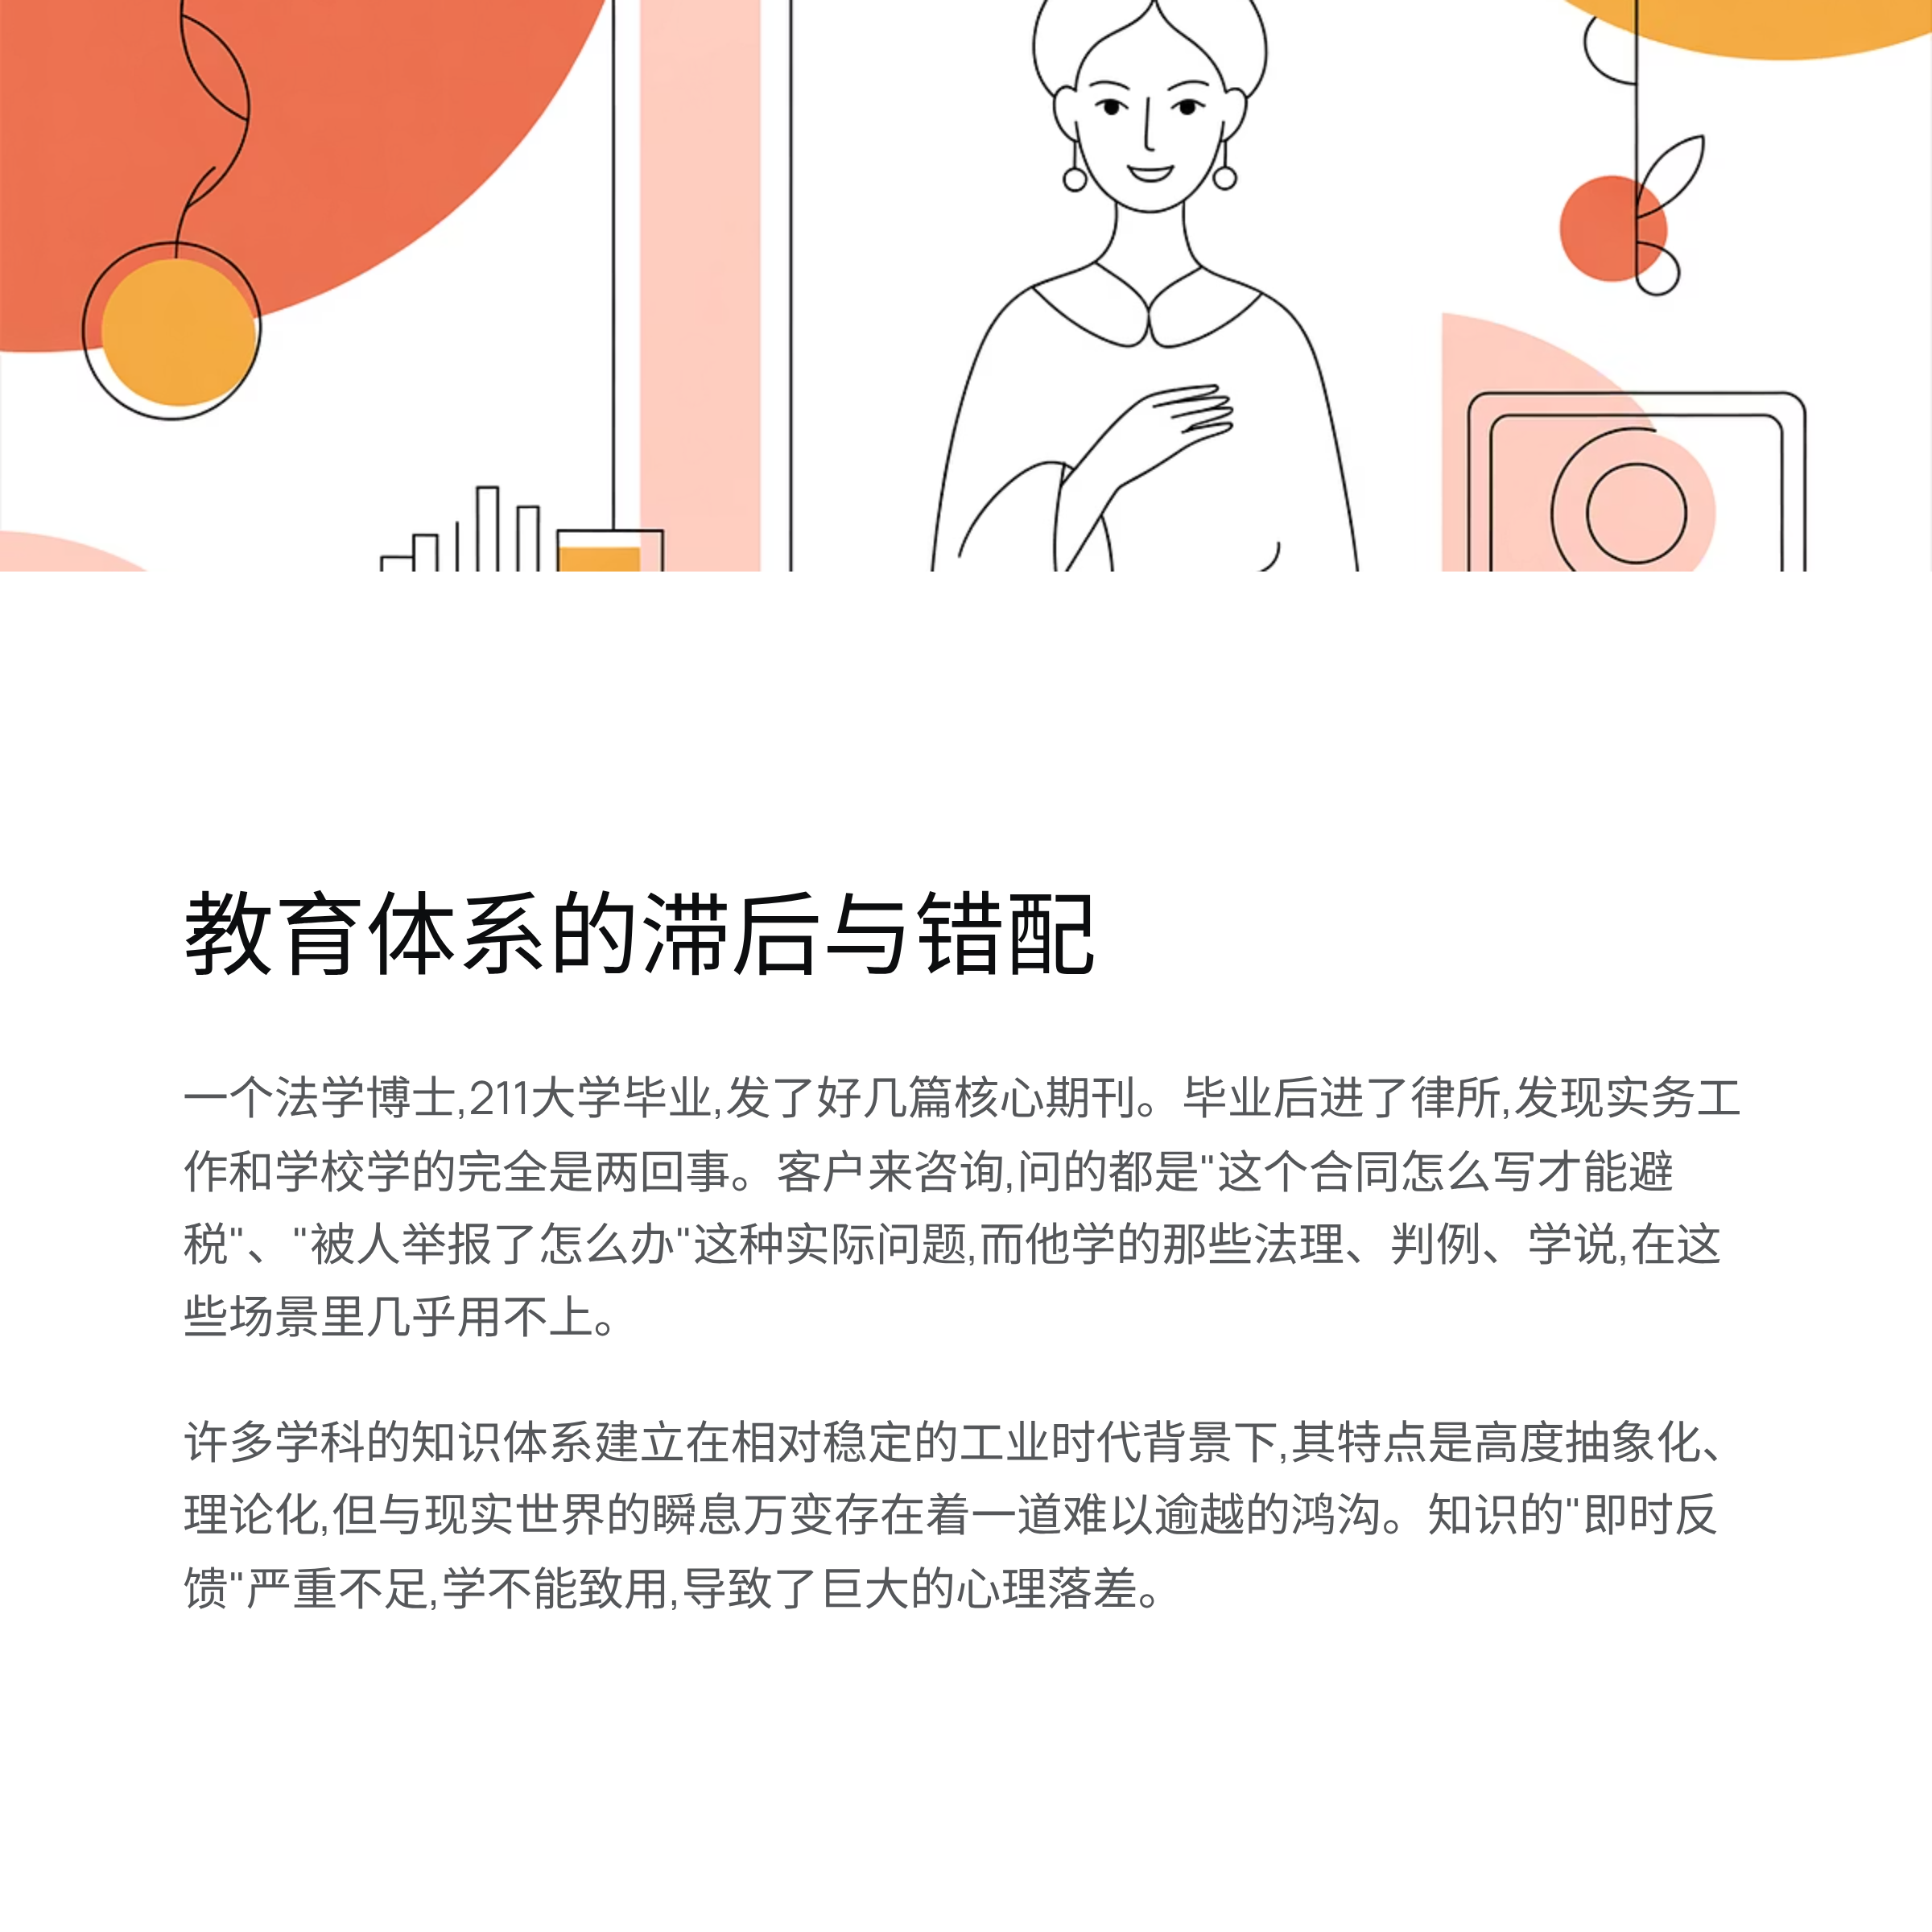 教育体系的滞后与错配
一个法学博士,211大学毕业,发了好几篇核心期刊。毕业后进了律所,发现实务工
作和学校学的完全是两回事。客户来咨询,问的都是"这个合同怎么写才能避
税"、"被人举报了怎么办"这种实际问题,而他学的那些法理、判例、学说,在这
些场景里几乎用不上。
许多学科的知识体系建立在相对稳定的工业时代背景下,其特点是高度抽象化、
理论化,但与现实世界的瞬息万变存在着一道难以逾越的鸿沟。知识的"即时反
馈"严重不足,学不能致用,导致了巨大的心理落差。